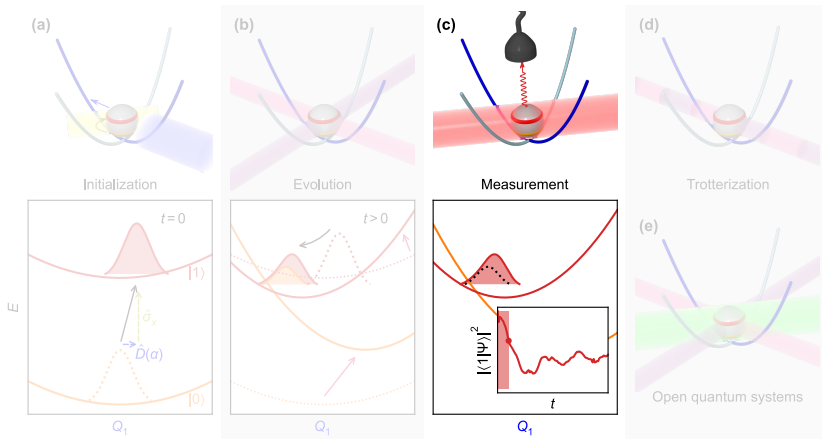 (a)
(b)
(c)
(d)
Initialization
Evolution
Measurement
Trotterization
(e)
t = 0
|1⟩
E
σ̂ₓ
D̂(α)
|0⟩
Q₁
t > 0
Q₁
|⟨1|Ψ⟩|²
t
Q₁
Open quantum systems